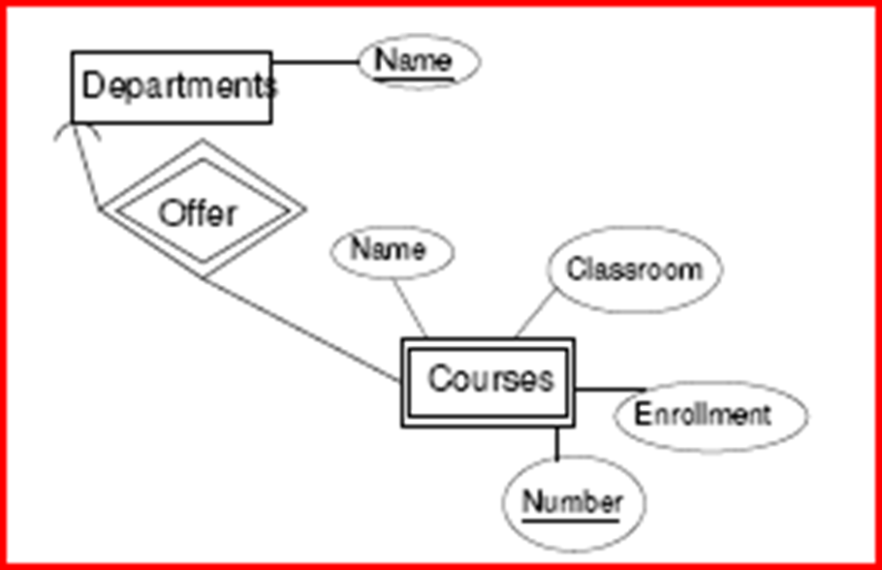 Departments
Name
Offer
Name
Classroom
Courses
Enrollment
Number